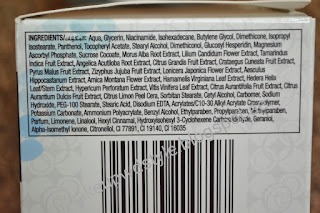 INGREDIENTS/المكونات: Aqua, Glycerin, Niacinamide, Isohexadecane, Butylene Glycol, Dimethicone, Isopropyl
Isostearate, Panthenol, Tocopheryl Acetate, Stearyl Alcohol, Dimethiconol, Glucosyl Hesperidin, Magnesium
Ascorbyl Phosphate, Sucrose Cocoate, Morus Alba Root Extract, Lilium Candidum Flower Extract, Tamarindus
Indica Fruit Extract, Angelica Acutiloba Root Extract, Citrus Grandis Fruit Extract, Crataegus Cuneata Fruit Extract,
Pyrus Malus Fruit Extract, Zizyphus Jujuba Fruit Extract, Lonicera Japonica Flower Extract, Aesculus
Hippocastanum Extract, Arnica Montana Flower Extract, Hamamelis Virginiana Leaf Extract, Hedera Helix
Leaf/Stem Extract, Hypericum Perforatum Extract, Vitis Vinifera Leaf Extract, Citrus Aurantifolia Fruit Extract, Citrus
Aurantium Dulcis Fruit Extract, Citrus Limon Peel Cera, Sorbitan Stearate, Cetyl Alcohol, Carbomer, Sodium
Hydroxide, PEG-100 Stearate, Stearic Acid, Disodium EDTA, Acrylates/C10-30 Alkyl Acrylate Crosspolymer,
Potassium Carbonate, Ammonium Polyacrylate, Benzyl Alcohol, Ethylparaben, Propylparaben,
Parfum, Limonene, Linalool, Hexyl Cinnamal, Hydroxyisohexyl 3-Cyclohexene Carboxaldehyde, Geraniol,
Alpha-Isomethyl Ionone, Citronellol, CI 77891, CI 19140, CI 16035